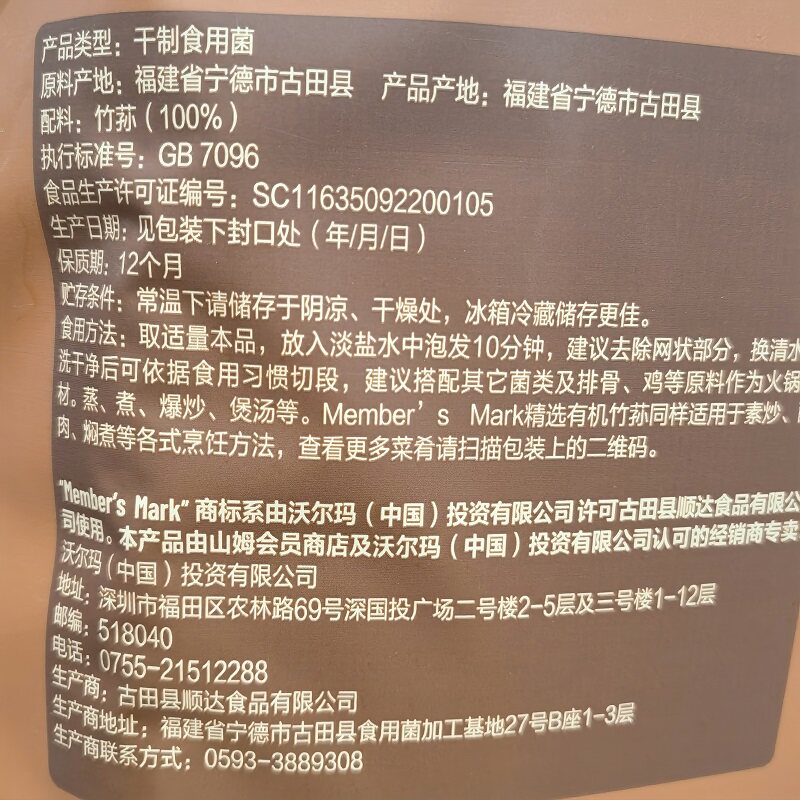 产品类型：干制食用菌
原料产地：福建省宁德市古田县 产品产地：福建省宁德市古田县
配料：竹荪（100%）
执行标准号：GB 7096
食品生产许可证编号：SC11635092200105
生产日期：见包装下封口处（年/月/日）
保质期：12个月
贮存条件：常温下请储存于阴凉、干燥处，冰箱冷藏储存更佳。
食用方法：取适量本品，放入淡盐水中泡发10分钟，建议去除网状部分，换清水
洗干净后可依据食用习惯切段，建议搭配其它菌类及排骨、鸡等原料作为火锅
材。蒸、煮、爆炒、煲汤等。Member's Mark精选有机竹荪同样适用于素炒、
肉、焖煮等各式烹饪方法，查看更多菜肴请扫描包装上的二维码。
"Member's Mark"商标系由沃尔玛（中国）投资有限公司许可古田县顺达食品有限公
司使用。本产品由山姆会员商店及沃尔玛（中国）投资有限公司认可的经销商专卖
沃尔玛（中国）投资有限公司
地址：深圳市福田区农林路69号深国投广场二号楼2-5层及三号楼1-12层
邮编：518040
电话：0755-21512288
生产商：古田县顺达食品有限公司
生产商地址：福建省宁德市古田县食用菌加工基地27号B座1-3层
生产商联系方式：0593-3889308